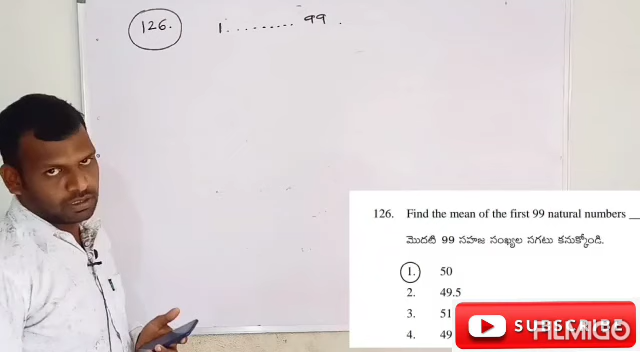 126. 1......... 99.
126. Find the mean of the first 99 natural numbers __
మొదటి 99 సహజ సంఖ్యల సగటు కనుక్కోండి.
1. 50
2. 49.5
3. 51
4. 49
SUBSCRIBE
FILMIGO